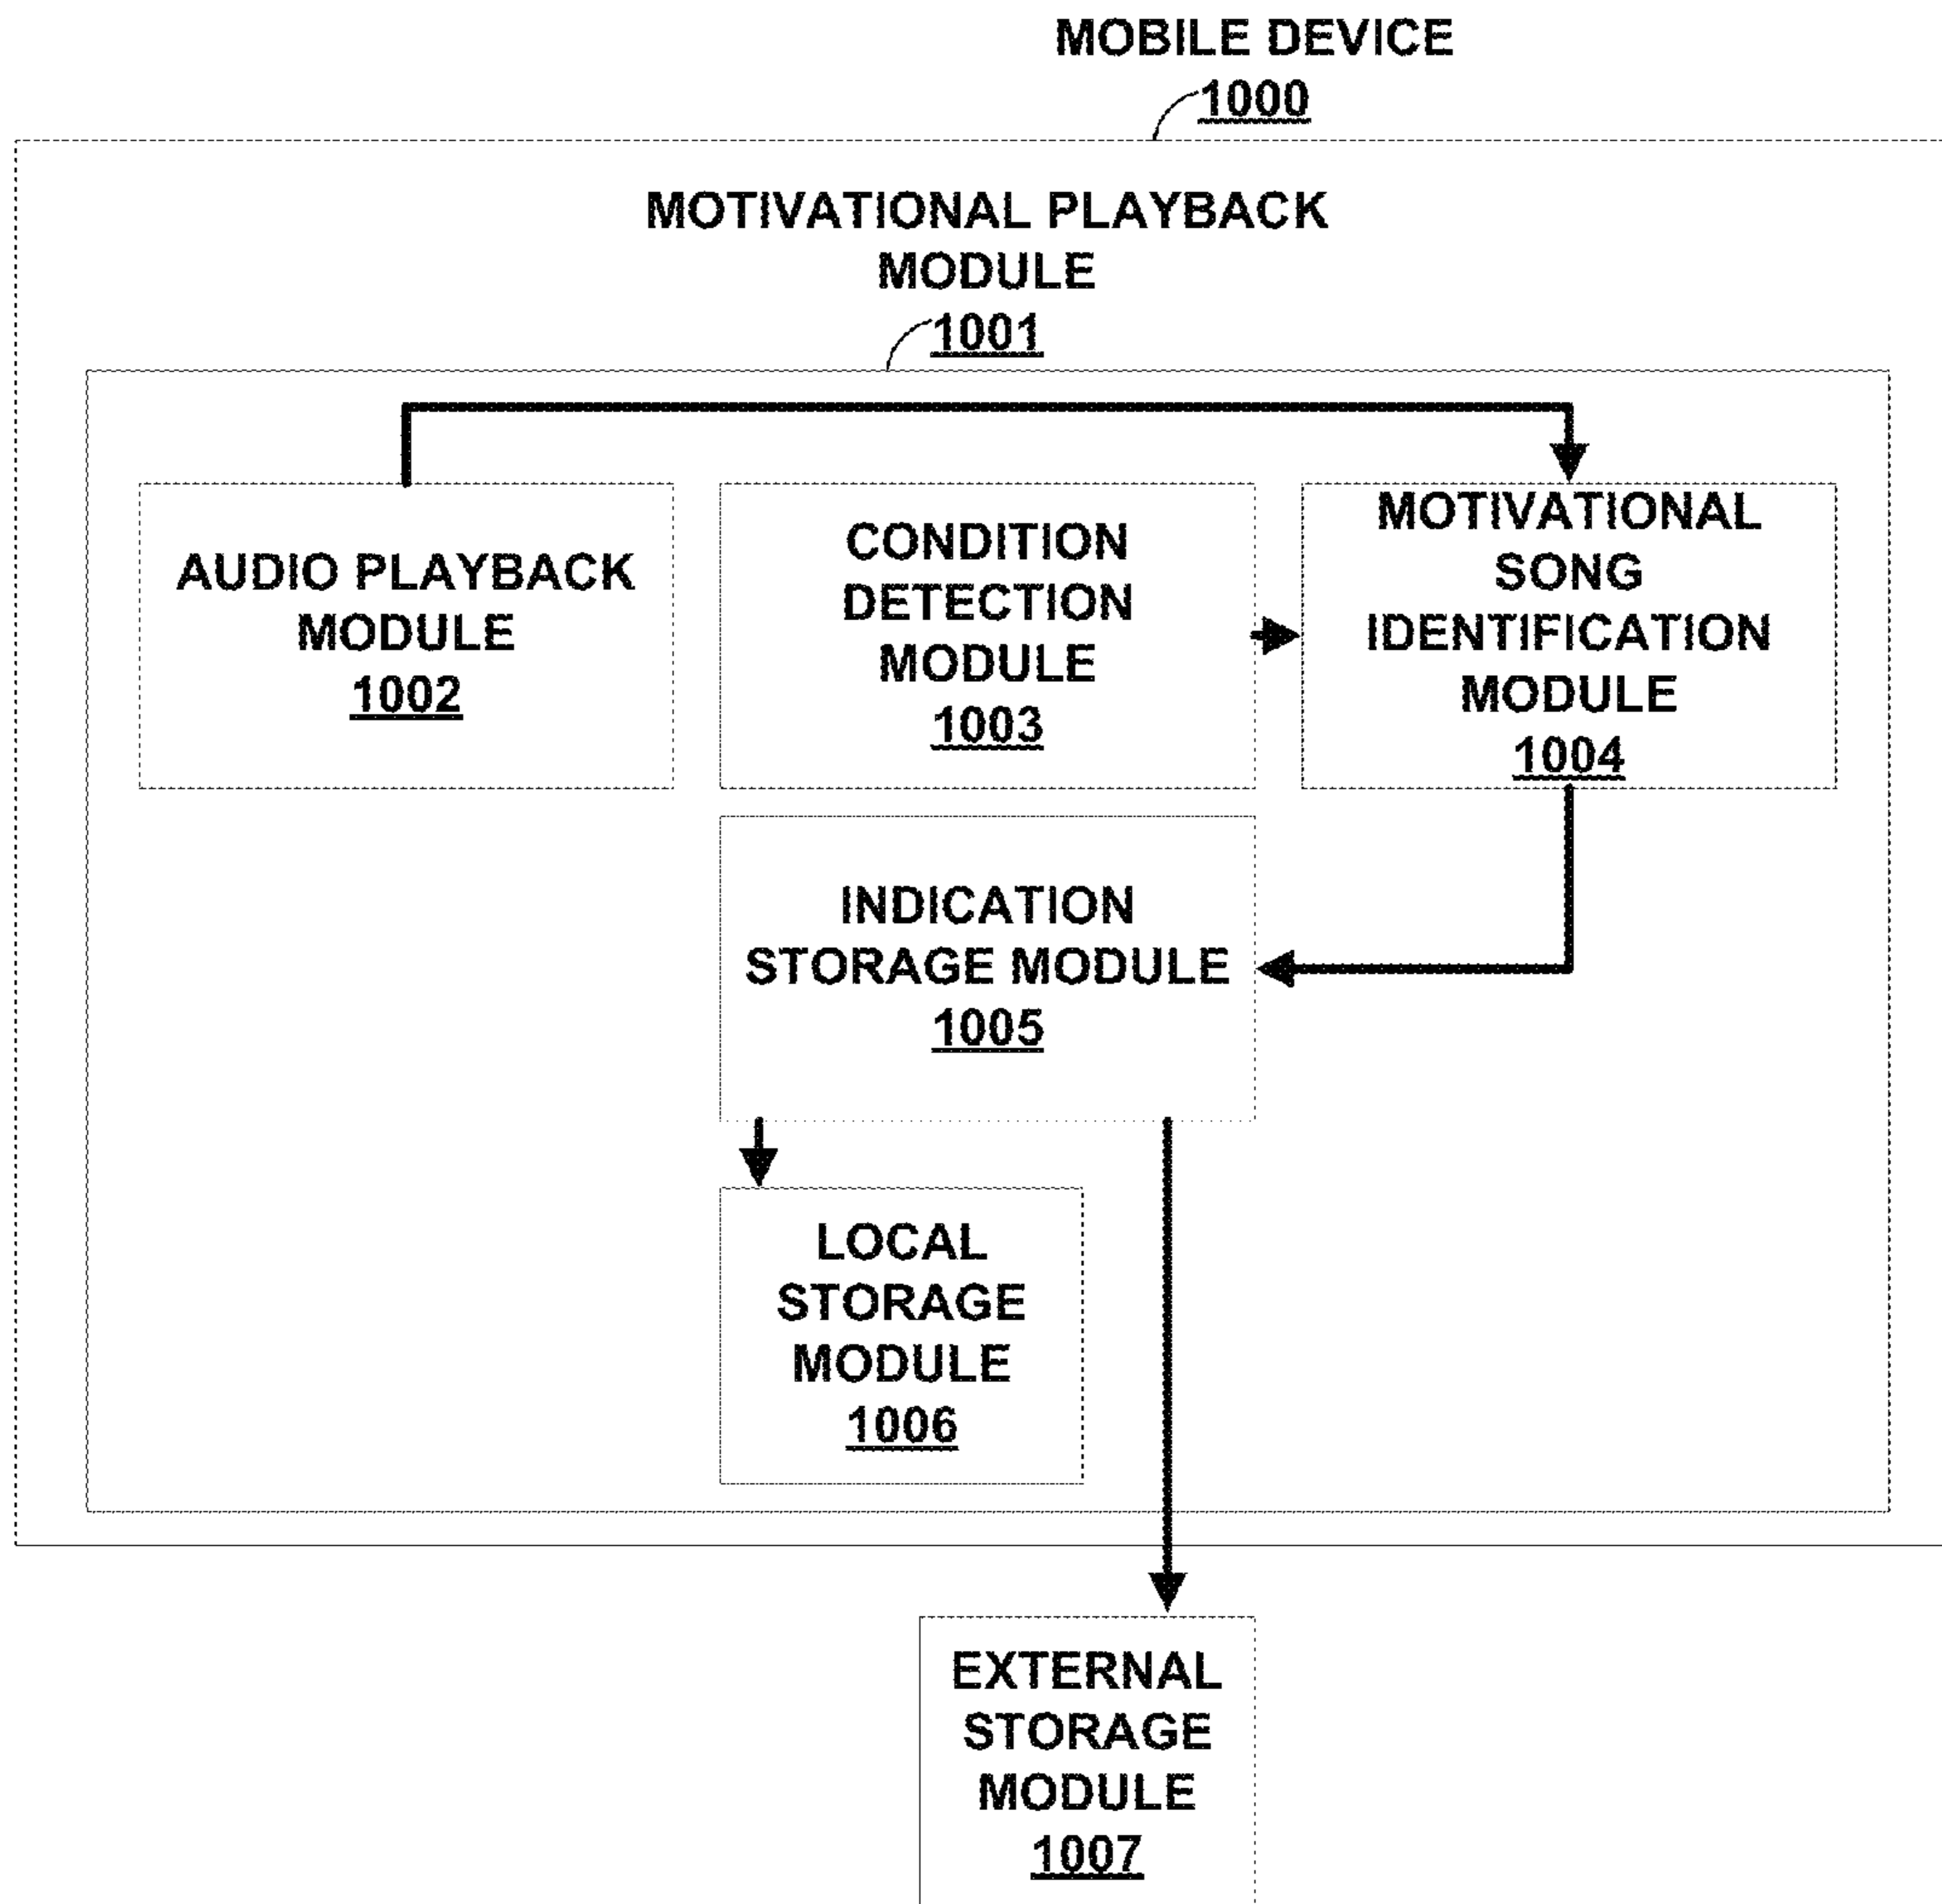 MOBILE DEVICE
1000
MOTIVATIONAL PLAYBACK
MODULE
1001
AUDIO PLAYBACK
MODULE
1002
CONDITION
DETECTION
MODULE
1003
MOTIVATIONAL
SONG
IDENTIFICATION
MODULE
1004
INDICATION
STORAGE MODULE
1005
LOCAL
STORAGE
MODULE
1006
EXTERNAL
STORAGE
MODULE
1007